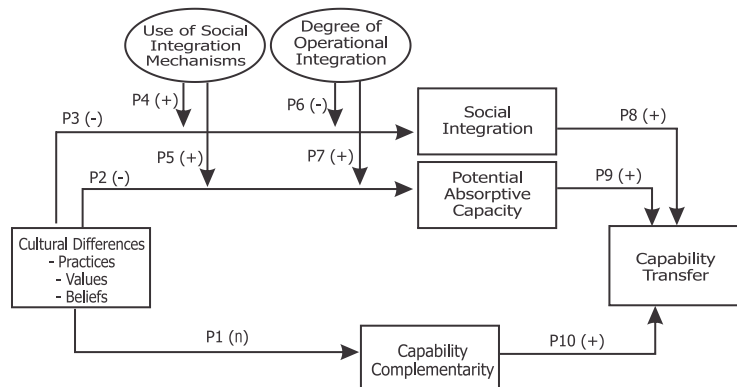 Use of Social
Integration
Mechanisms
Degree of
Operational
Integration
P4 (+)
P6 (-)
P3 (-)
Social
Integration
P8 (+)
P5 (+)
P7 (+)
P2 (-)
Potential
Absorptive
Capacity
P9 (+)
Cultural Differences
- Practices
- Values
- Beliefs
Capability
Transfer
P1 (n)
Capability
Complementarity
P10 (+)